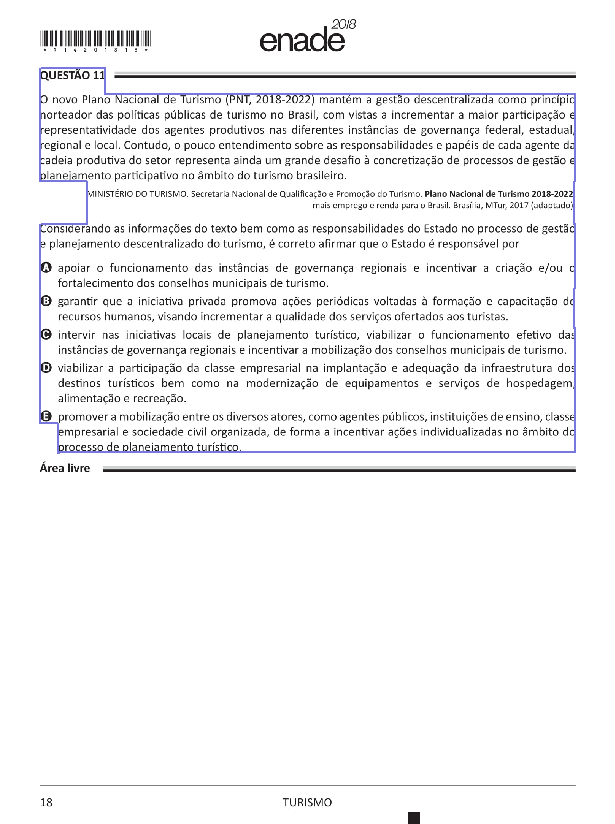 *R14201818*
enade 2018
QUESTÃO 11
O novo Plano Nacional de Turismo (PNT, 2018-2022) mantém a gestão descentralizada como princípio
norteador das políticas públicas de turismo no Brasil, com vistas a incrementar a maior participação e
representatividade dos agentes produtivos nas diferentes instâncias de governança federal, estadual,
regional e local. Contudo, o pouco entendimento sobre as responsabilidades e papéis de cada agente da
cadeia produtiva do setor representa ainda um grande desafio à concretização de processos de gestão e
planejamento participativo no âmbito do turismo brasileiro.
MINISTÉRIO DO TURISMO. Secretaria Nacional de Qualificação e Promoção do Turismo. Plano Nacional de Turismo 2018-2022
mais emprego e renda para o Brasil. Brasília, MTur, 2017 (adaptado)
Considerando as informações do texto bem como as responsabilidades do Estado no processo de gestão
e planejamento descentralizado do turismo, é correto afirmar que o Estado é responsável por
A apoiar o funcionamento das instâncias de governança regionais e incentivar a criação e/ou o
fortalecimento dos conselhos municipais de turismo.
B garantir que a iniciativa privada promova ações periódicas voltadas à formação e capacitação de
recursos humanos, visando incrementar a qualidade dos serviços ofertados aos turistas.
C intervir nas iniciativas locais de planejamento turístico, viabilizar o funcionamento efetivo das
instâncias de governança regionais e incentivar a mobilização dos conselhos municipais de turismo.
D viabilizar a participação da classe empresarial na implantação e adequação da infraestrutura dos
destinos turísticos bem como na modernização de equipamentos e serviços de hospedagem,
alimentação e recreação.
E promover a mobilização entre os diversos atores, como agentes públicos, instituições de ensino, classe
empresarial e sociedade civil organizada, de forma a incentivar ações individualizadas no âmbito do
processo de planejamento turístico.
Área livre
18
TURISMO